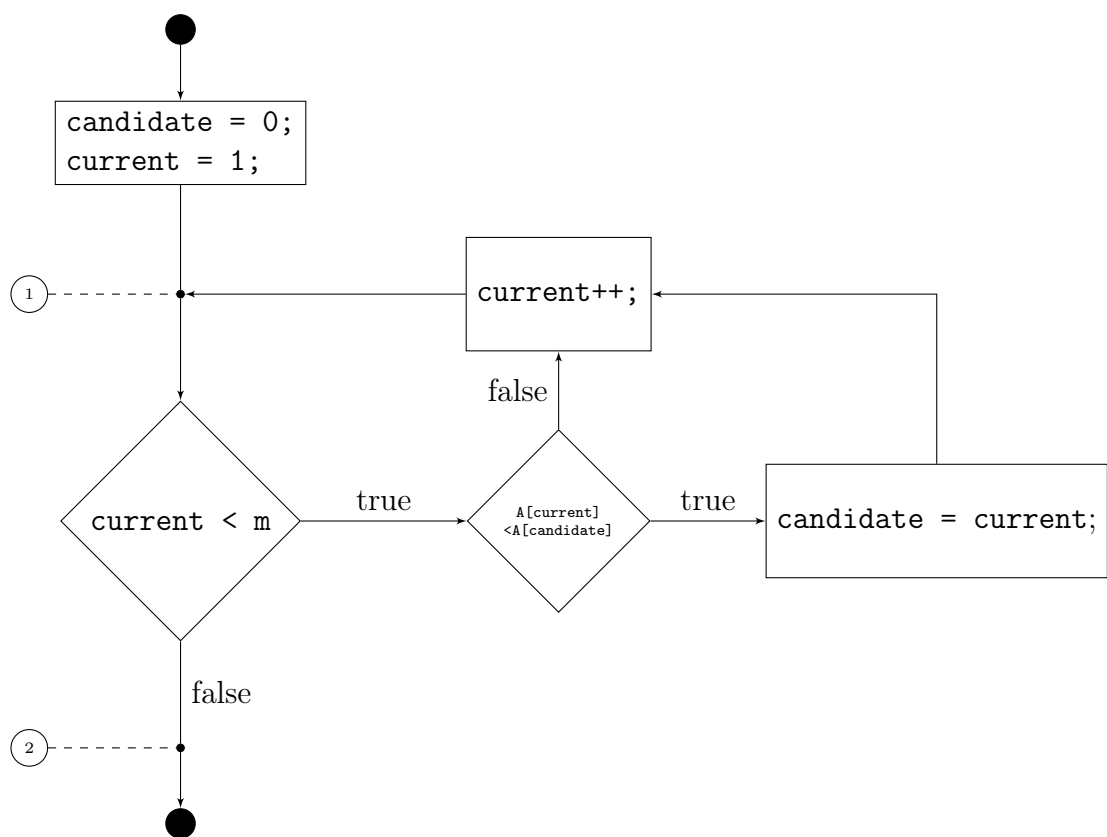 candidate = 0;
current = 1;
1
current++;
false
current < m
true
A[current]
<A[candidate]
true
candidate = current;
false
2